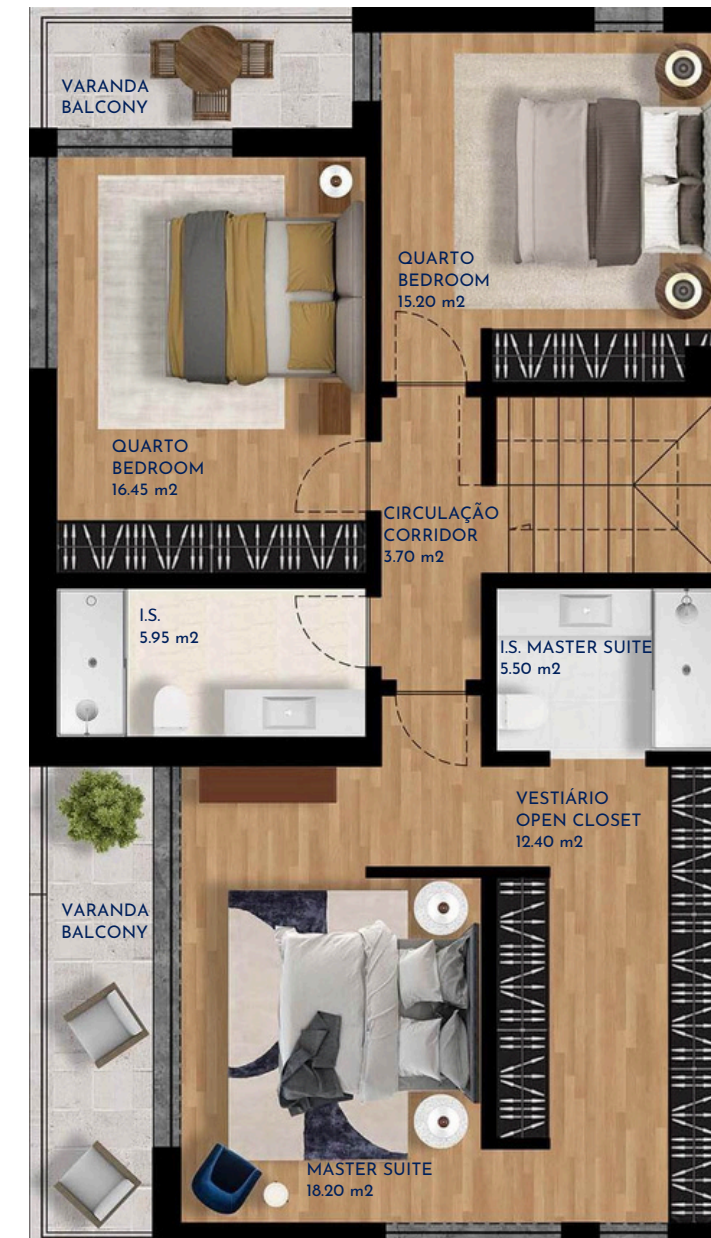 VARANDA
BALCONY
QUARTO
BEDROOM
15.20 m2
QUARTO
BEDROOM
16.45 m2
CIRCULAÇÃO
CORRIDOR
3.70 m2
I.S.
5.95 m2
I.S. MASTER SUITE
5.50 m2
VESTIÁRIO
OPEN CLOSET
12.40 m2
VARANDA
BALCONY
MASTER SUITE
18.20 m2